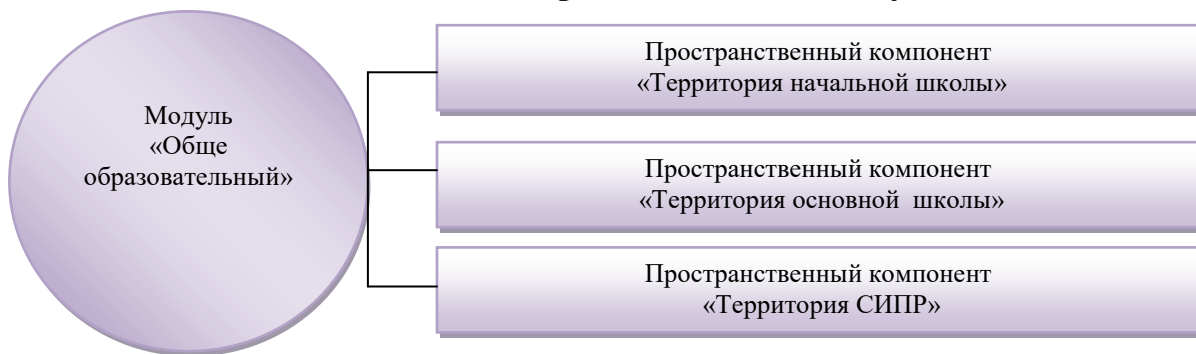 Пространственный компонент
«Территория начальной школы»
Модуль
«Обще
образовательный»
Пространственный компонент
«Территория основной школы»
Пространственный компонент
«Территория СИПР»